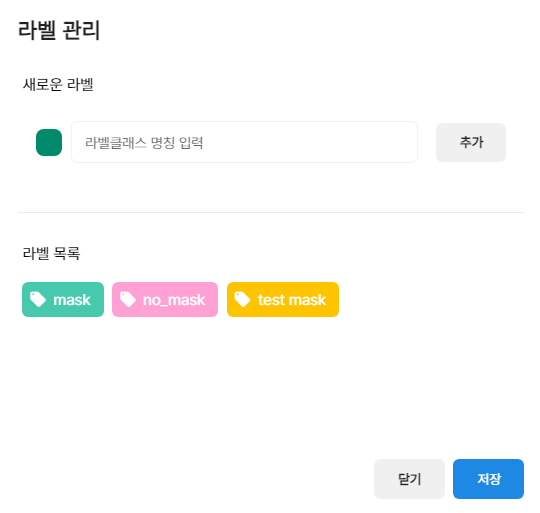 라벨 관리
새로운 라벨
라벨클래스 명칭 입력 추가
라벨 목록
mask no_mask test mask
닫기 저장